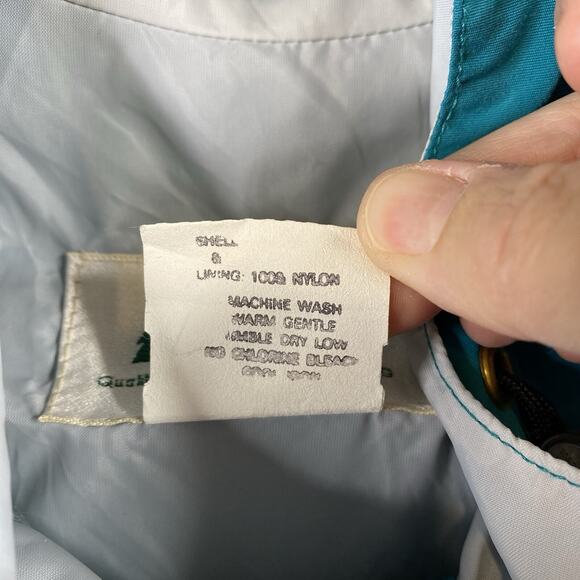 SHELL
&
LINING: 100% NYLON
MACHINE WASH
WARM GENTLE
TUMBLE DRY LOW
NO CHLORINE BLEACH